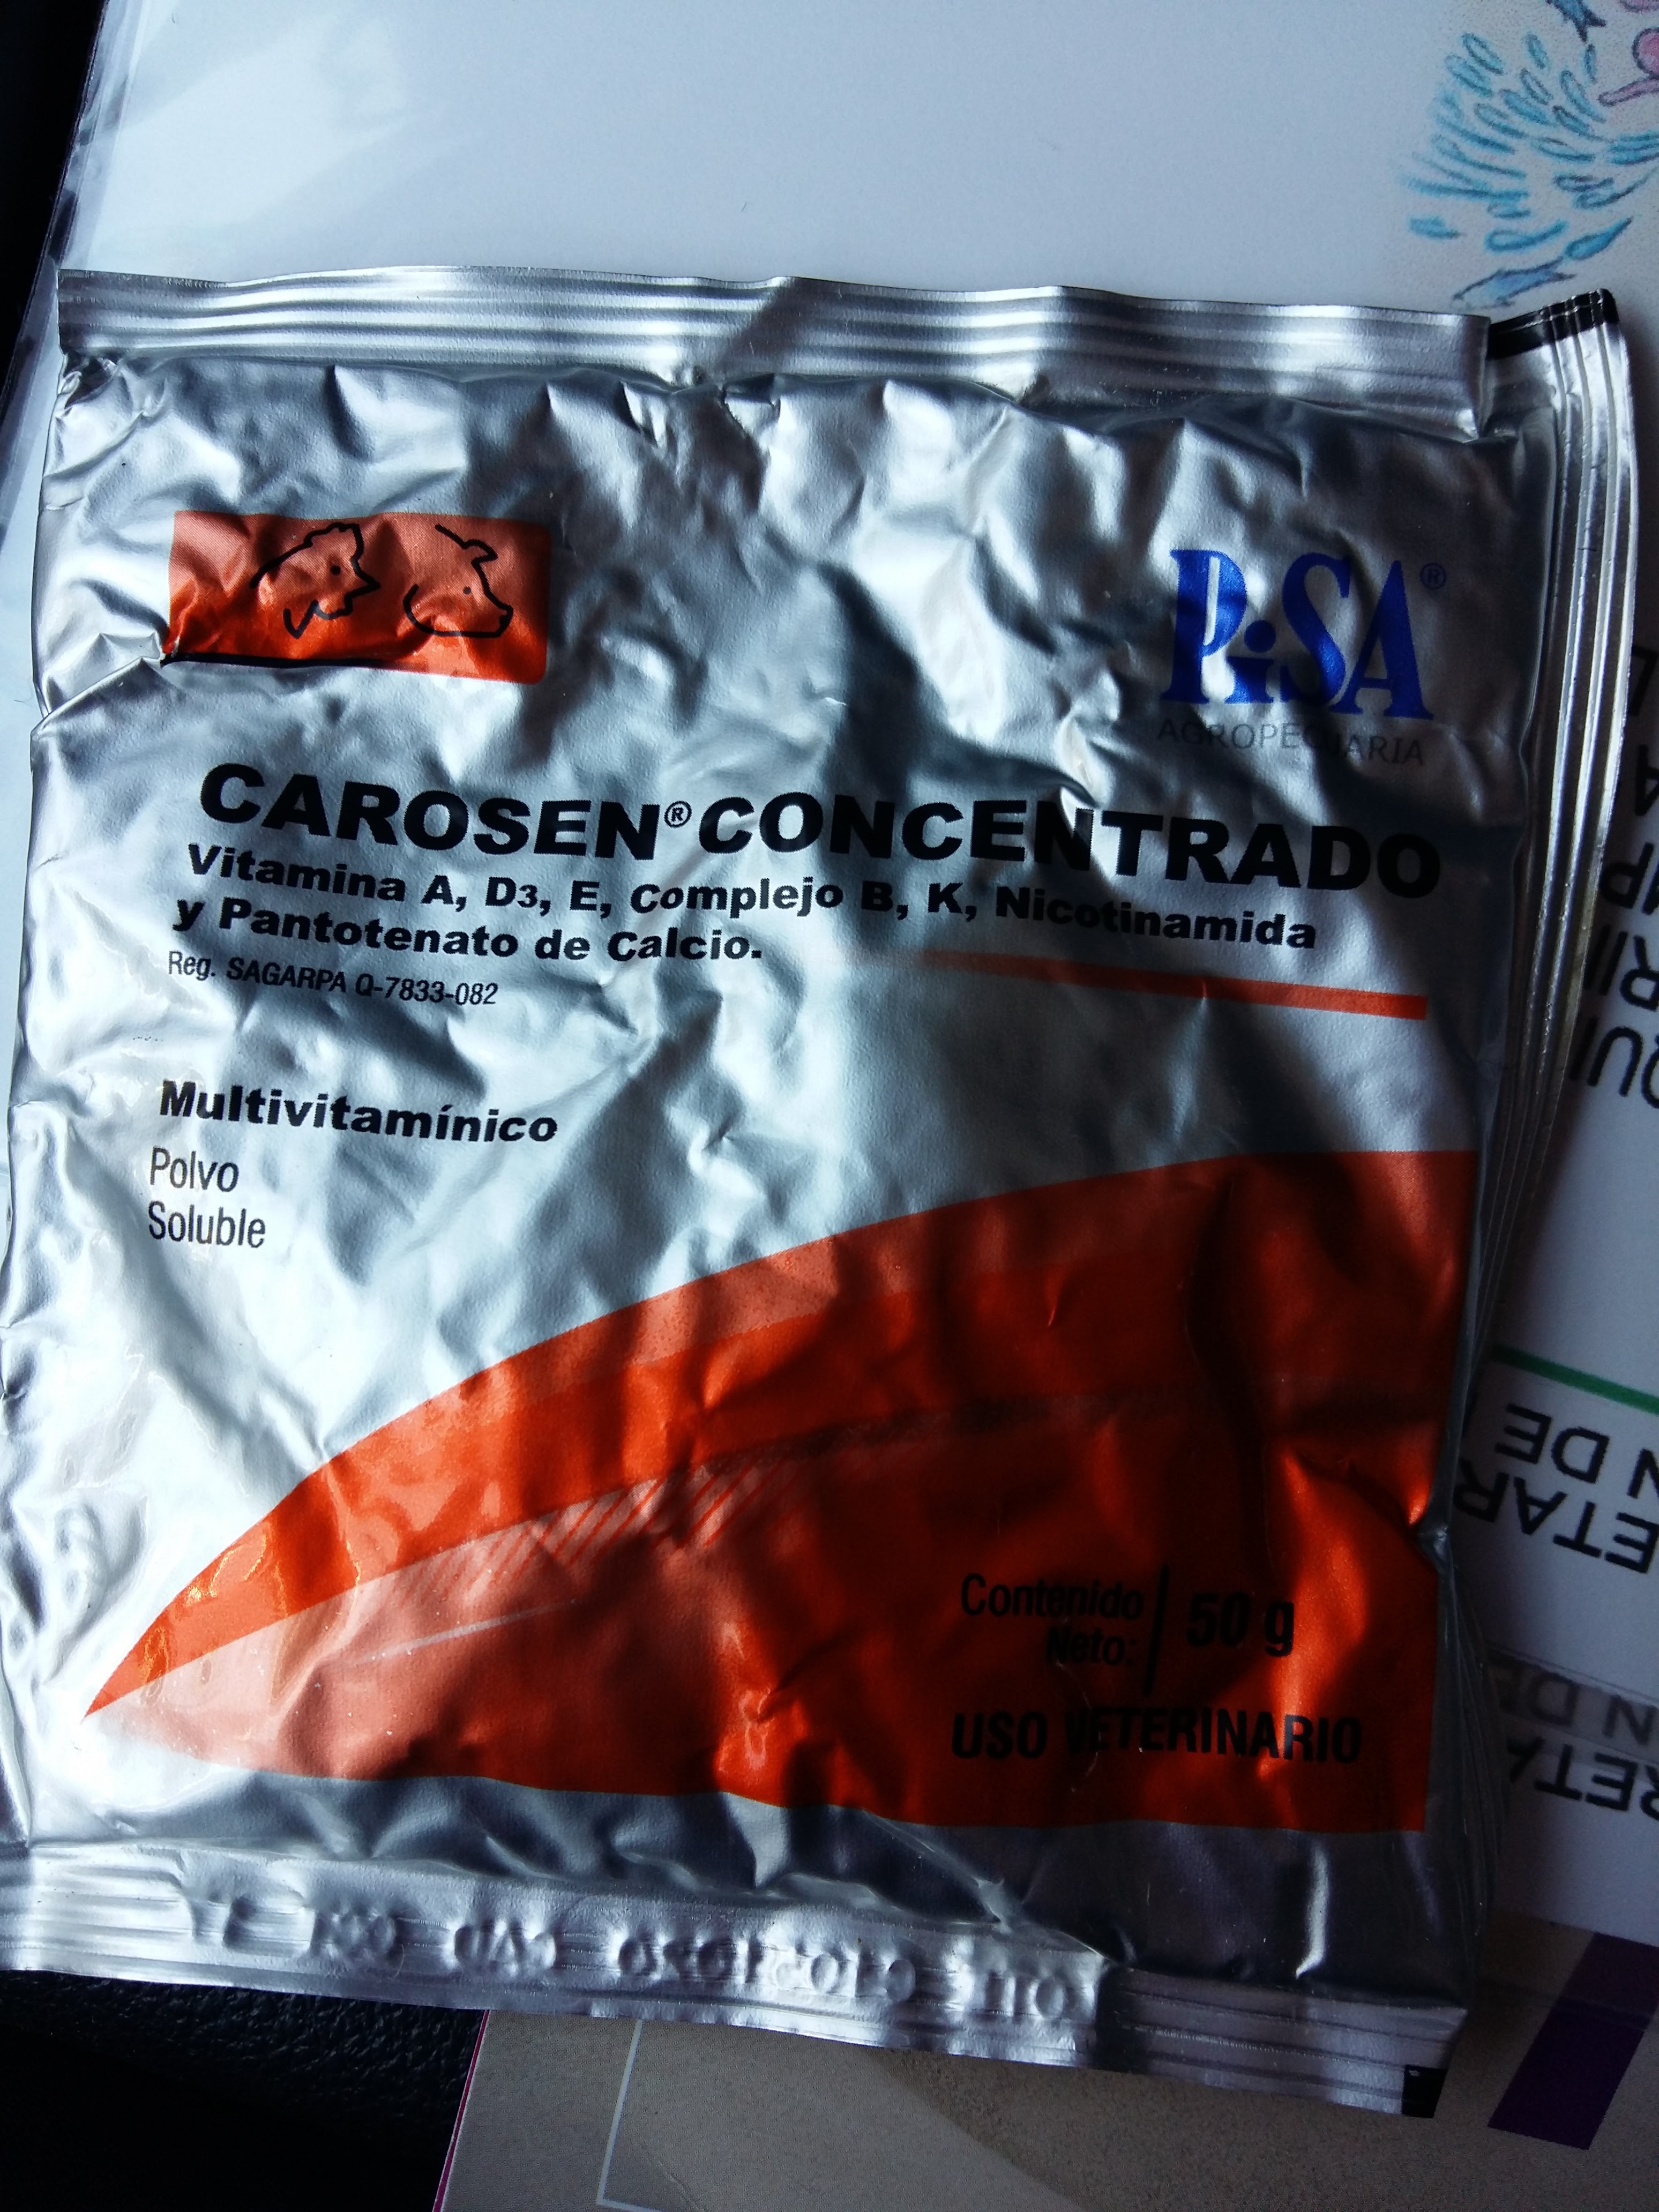 PiSA®
AGROPECUARIA
CAROSEN® CONCENTRADO
Vitamina A, D3, E, Complejo B, K, Nicotinamida
y Pantotenato de Calcio.
Reg. SAGARPA Q-7833-082
Multivitamínico
Polvo
Soluble
Contenido
Neto:
50 g
USO VETERINARIO